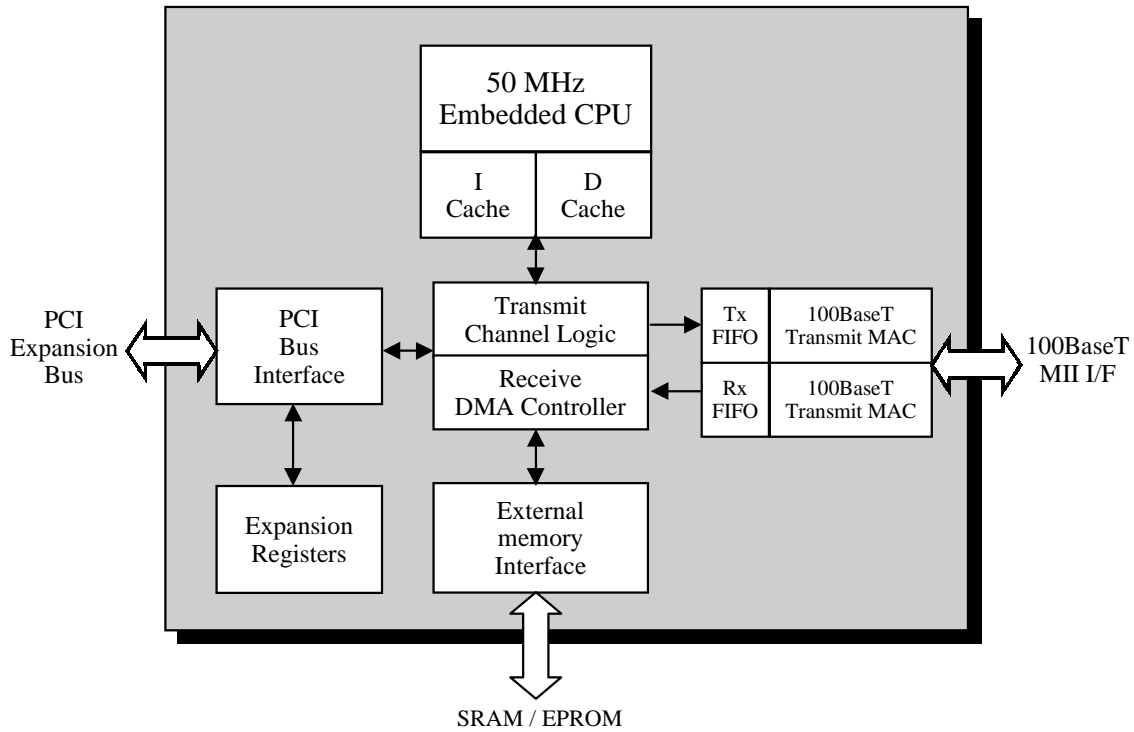 50 MHz
Embedded CPU
I
Cache
D
Cache
PCI
Expansion
Bus
PCI
Bus
Interface
Transmit
Channel Logic
Receive
DMA Controller
Tx
FIFO
100BaseT
Transmit MAC
Rx
FIFO
100BaseT
Transmit MAC
100BaseT
MII I/F
Expansion
Registers
External
memory
Interface
SRAM / EPROM